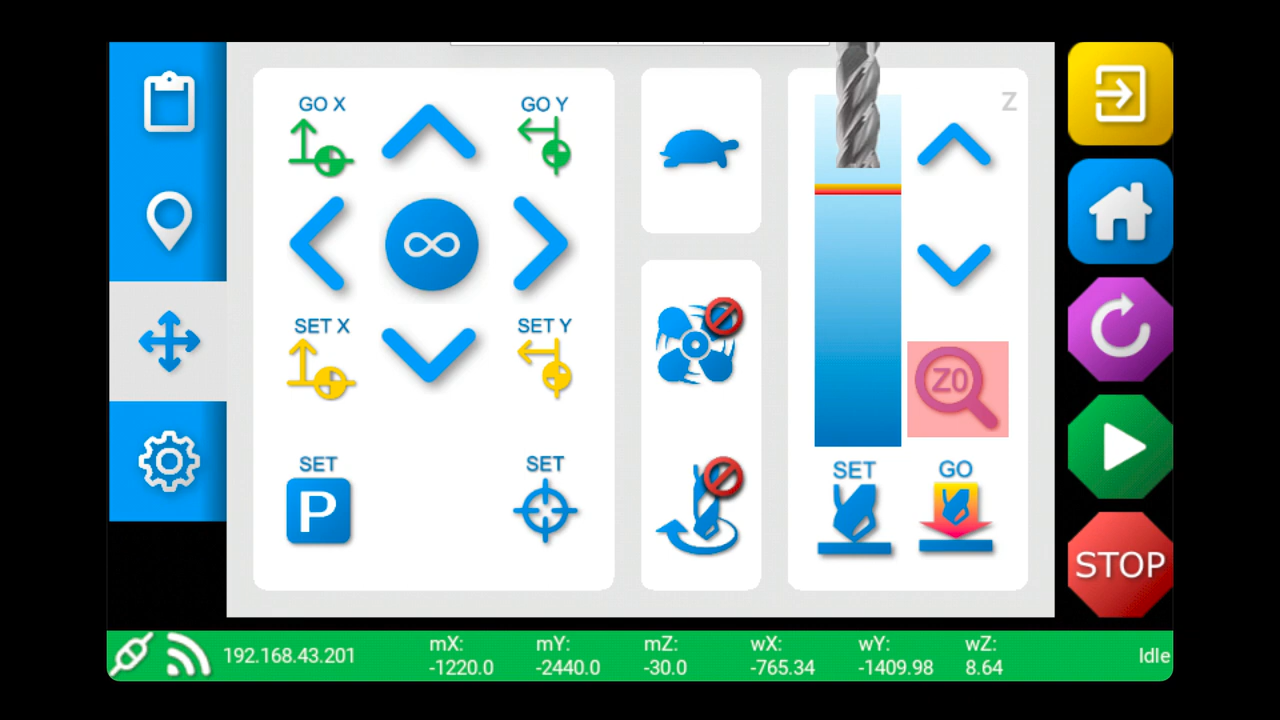 GO X
GO Y
Z
SET X
SET Y
Z0
SET
P
SET
SET
GO
STOP
192.168.43.201
mX:
-1220.0
mY:
-2440.0
mZ:
-30.0
wX:
-765.34
wY:
-1409.98
wZ:
8.64
Idle